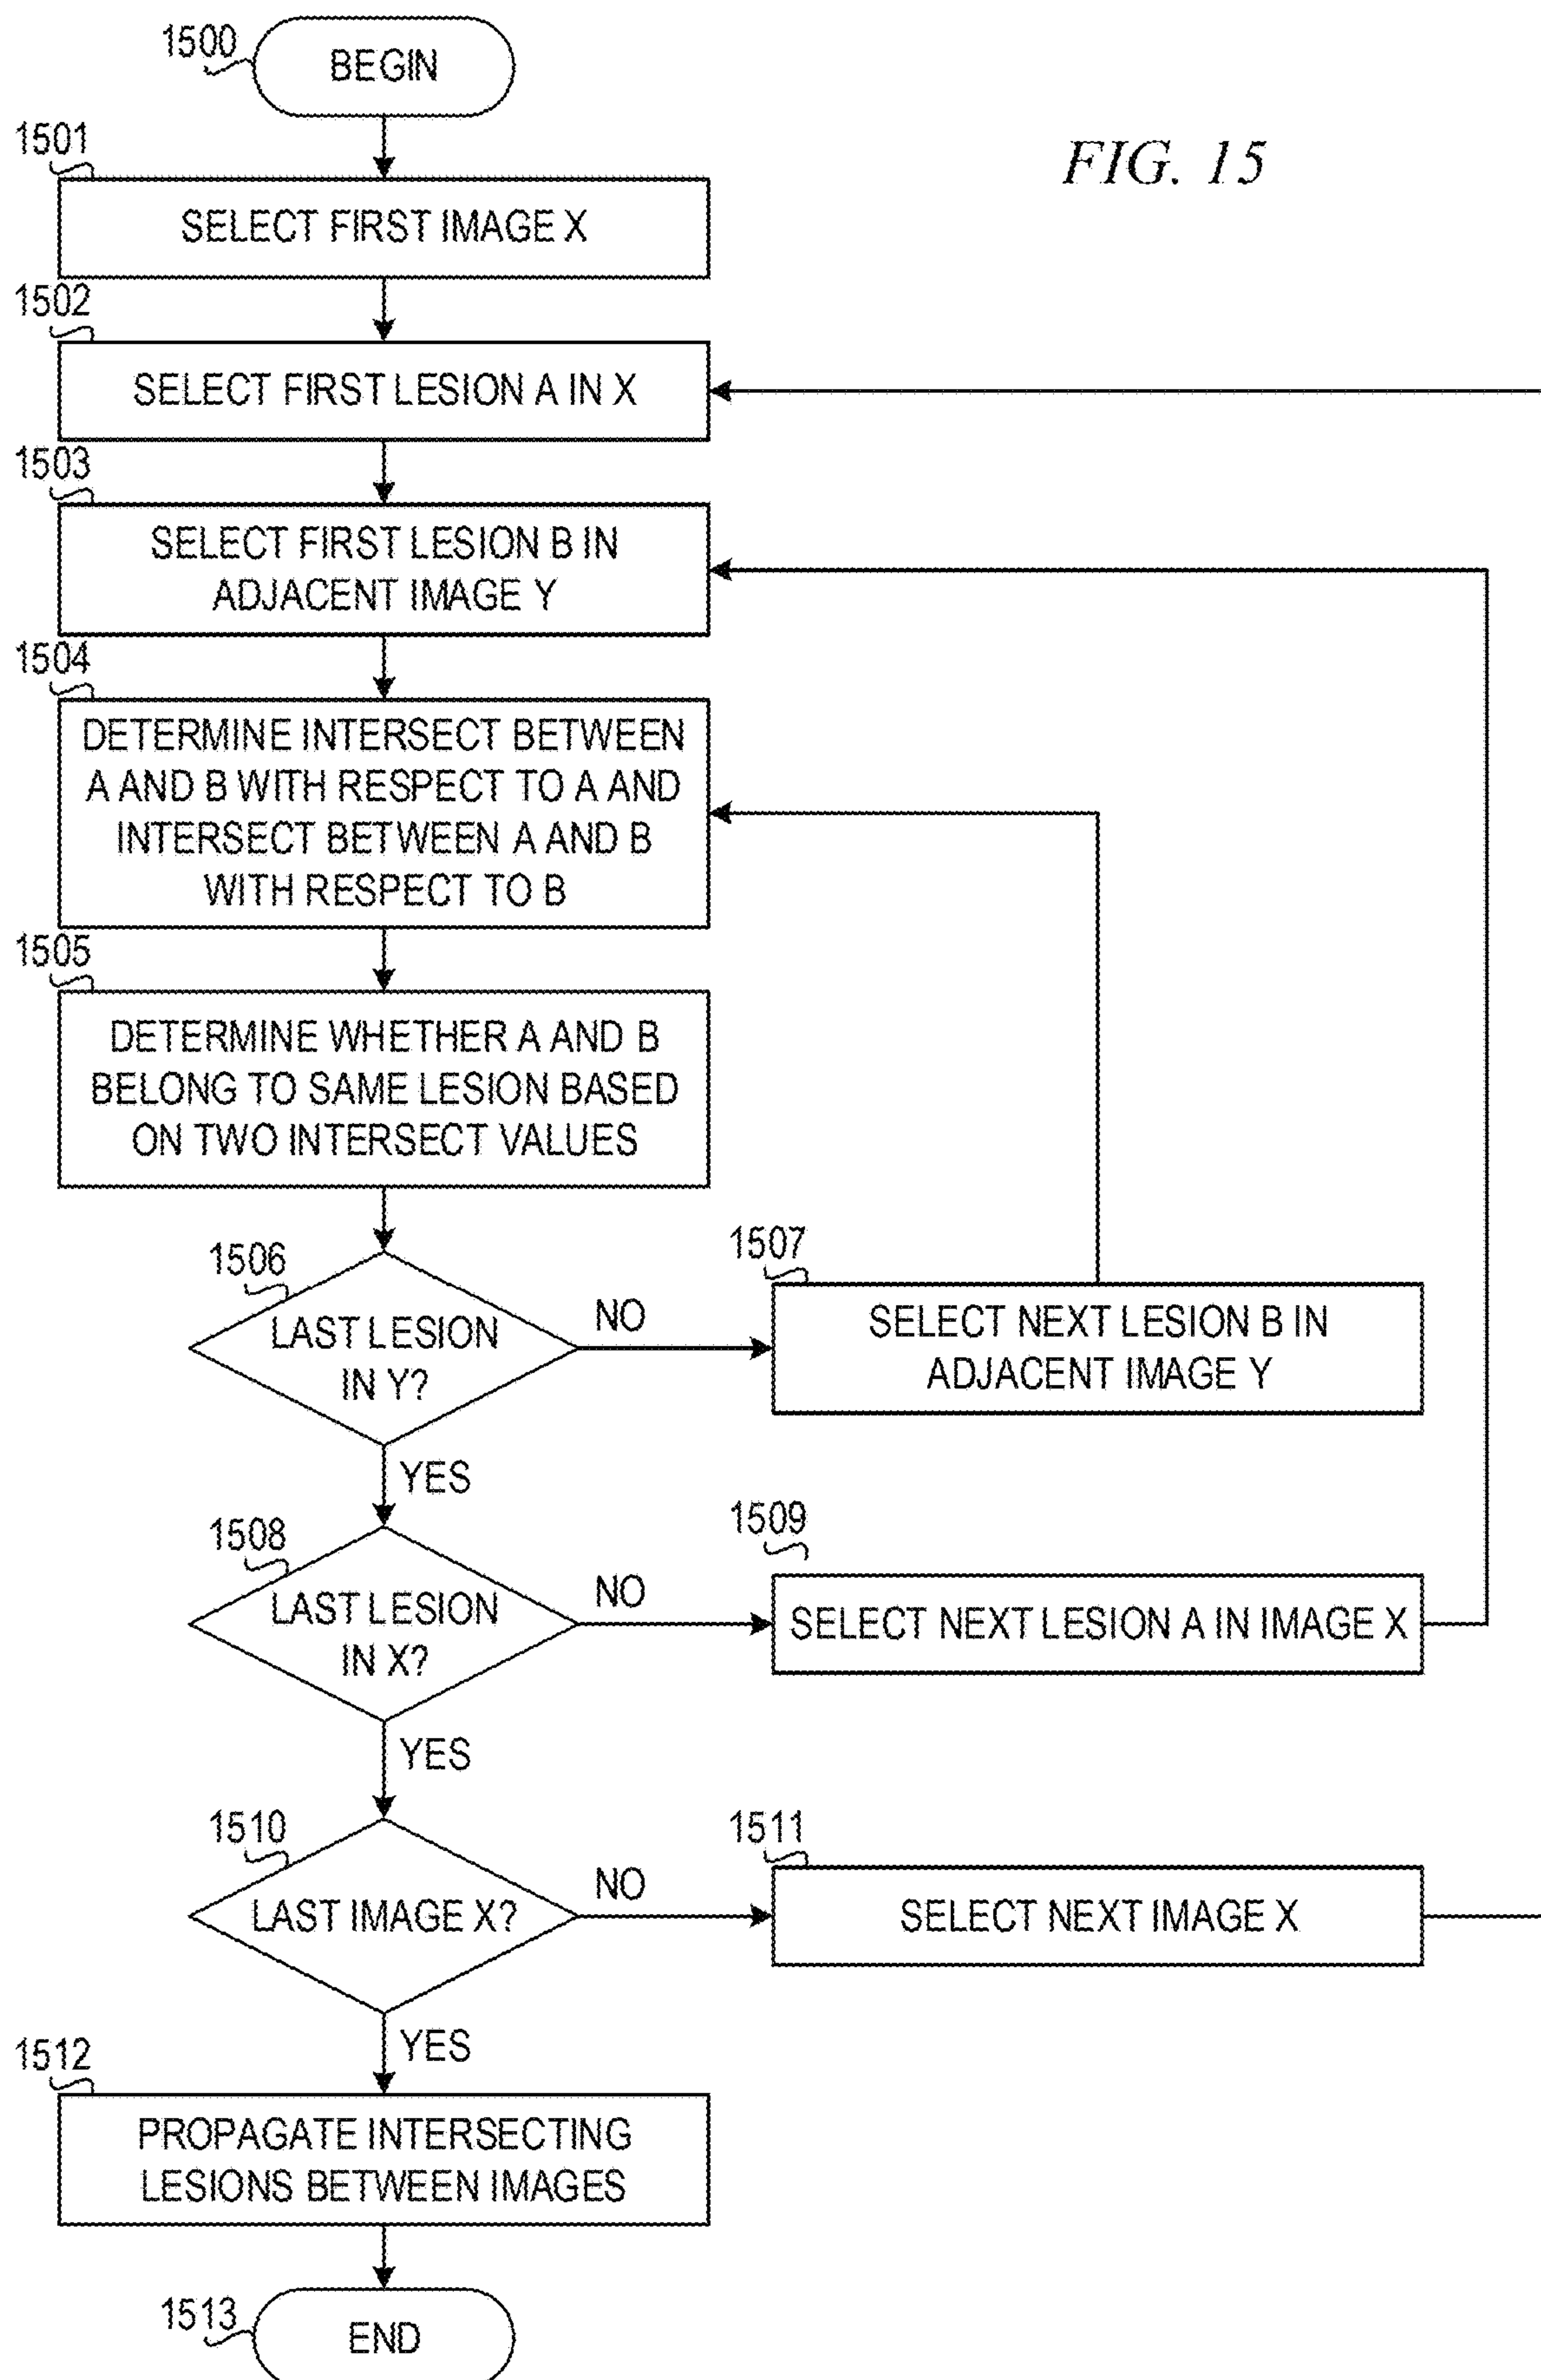 1500
BEGIN
FIG. 15
1501
SELECT FIRST IMAGE X
1502
SELECT FIRST LESION A IN X
1503
SELECT FIRST LESION B IN
ADJACENT IMAGE Y
1504
DETERMINE INTERSECT BETWEEN
A AND B WITH RESPECT TO A AND
INTERSECT BETWEEN A AND B
WITH RESPECT TO B
1505
DETERMINE WHETHER A AND B
BELONG TO SAME LESION BASED
ON TWO INTERSECT VALUES
1506
LAST LESION
IN Y?
NO
1507
SELECT NEXT LESION B IN
ADJACENT IMAGE Y
YES
1508
LAST LESION
IN X?
NO
1509
SELECT NEXT LESION A IN IMAGE X
YES
1510
LAST IMAGE X?
NO
1511
SELECT NEXT IMAGE X
YES
1512
PROPAGATE INTERSECTING
LESIONS BETWEEN IMAGES
1513
END